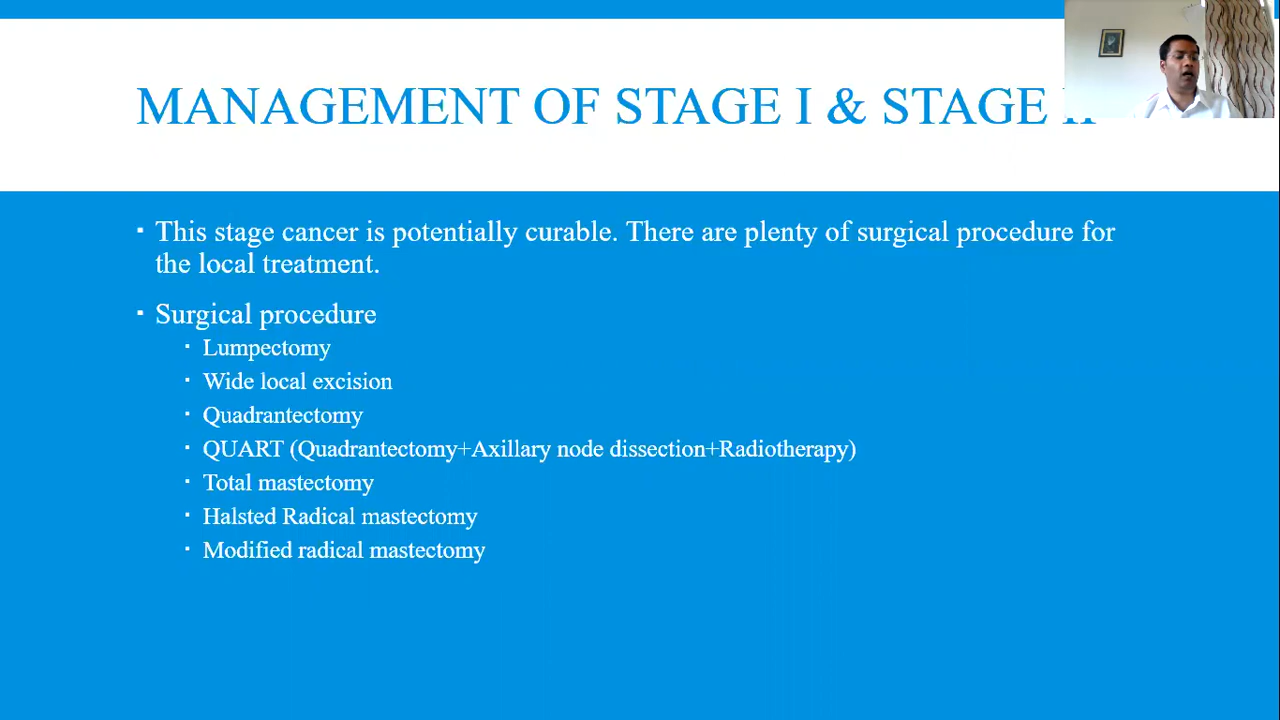 MANAGEMENT OF STAGE I & STAGE
▪ This stage cancer is potentially curable. There are plenty of surgical procedure for
the local treatment.
▪ Surgical procedure
▪ Lumpectomy
▪ Wide local excision
▪ Quadrantectomy
▪ QUART (Quadrantectomy+Axillary node dissection+Radiotherapy)
▪ Total mastectomy
▪ Halsted Radical mastectomy
▪ Modified radical mastectomy